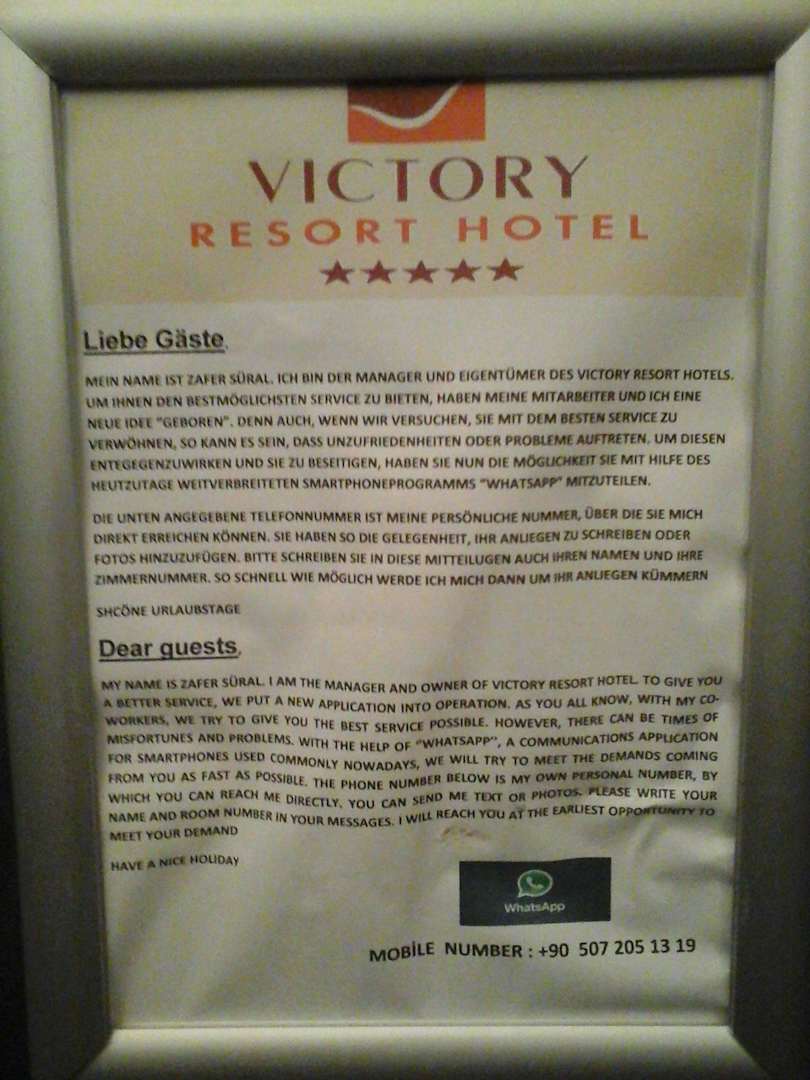 VICTORY
RESORT HOTEL
★★★★★
Liebe Gäste,
MEIN NAME IST ZAFER SÜRAL. ICH BIN DER MANAGER UND EIGENTÜMER DES VICTORY RESORT HOTELS.
UM IHNEN DEN BESTMÖGLICHSTEN SERVICE ZU BIETEN, HABEN MEINE MITARBEITER UND ICH EINE
NEUE IDEE "GEBOREN". DENN AUCH, WENN WIR VERSUCHEN, SIE MIT DEM BESTEN SERVICE ZU
VERWÖHNEN, SO KANN ES SEIN, DASS UNZUFRIEDENHEITEN ODER PROBLEME AUFTRETEN. UM DIESEN
ENTEGEGENZUWIRKEN UND SIE ZU BESEITIGEN, HABEN SIE NUN DIE MÖGLICHKEIT SIE MIT HILFE DES
HEUTZUTAGE WEITVERBREITETEN SMARTPHONEPROGRAMMS "WHATSAPP" MITZUTEILEN.
DIE UNTEN ANGEGEBENE TELEFONNUMMER IST MEINE PERSÖNLICHE NUMMER, ÜBER DIE SIE MICH
DIREKT ERREICHEN KÖNNEN. SIE HABEN SO DIE GELEGENHEIT, IHR ANLIEGEN ZU SCHREIBEN ODER
FOTOS HINZUZUFÜGEN. BITTE SCHREIBEN SIE IN DIESE MITTEILUGEN AUCH IHREN NAMEN UND IHRE
ZIMMERNUMMER. SO SCHNELL WIE MÖGLICH WERDE ICH MICH DANN UM IHR ANLIEGEN KÜMMERN
SHCÖNE URLAUBSTAGE
Dear guests,
MY NAME IS ZAFER SÜRAL. I AM THE MANAGER AND OWNER OF VICTORY RESORT HOTEL. TO GIVE YOU
A BETTER SERVICE, WE PUT A NEW APPLICATION INTO OPERATION. AS YOU ALL KNOW, WITH MY CO-
WORKERS, WE TRY TO GIVE YOU THE BEST SERVICE POSSIBLE. HOWEVER, THERE CAN BE TIMES OF
MISFORTUNES AND PROBLEMS. WITH THE HELP OF "WHATSAPP", A COMMUNICATIONS APPLICATION
FOR SMARTPHONES USED COMMONLY NOWADAYS, WE WILL TRY TO MEET THE DEMANDS COMING
FROM YOU AS FAST AS POSSIBLE. THE PHONE NUMBER BELOW IS MY OWN PERSONAL NUMBER, BY
WHICH YOU CAN REACH ME DIRECTLY. YOU CAN SEND ME TEXT OR PHOTOS. PLEASE WRITE YOUR
NAME AND ROOM NUMBER IN YOUR MESSAGES. I WILL REACH YOU AT THE EARLIEST OPPORTUNITY TO
MEET YOUR DEMAND
HAVE A NICE HOLIDAY
WhatsApp
MOBİLE NUMBER : +90 507 205 13 19